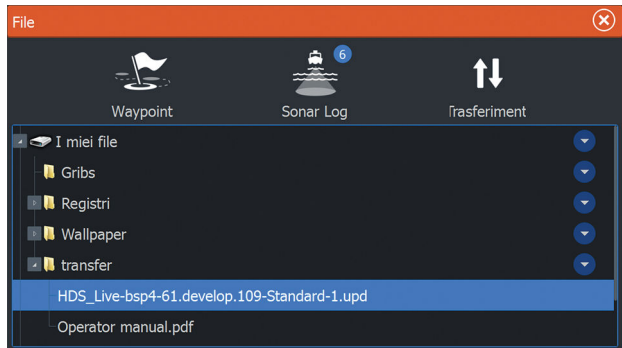 File
6
Waypoint
Sonar Log
Trasferiment
I miei file
Gribs
Registri
Wallpaper
transfer
HDS_Live-bsp4-61.develop.109-Standard-1.upd
Operator manual.pdf